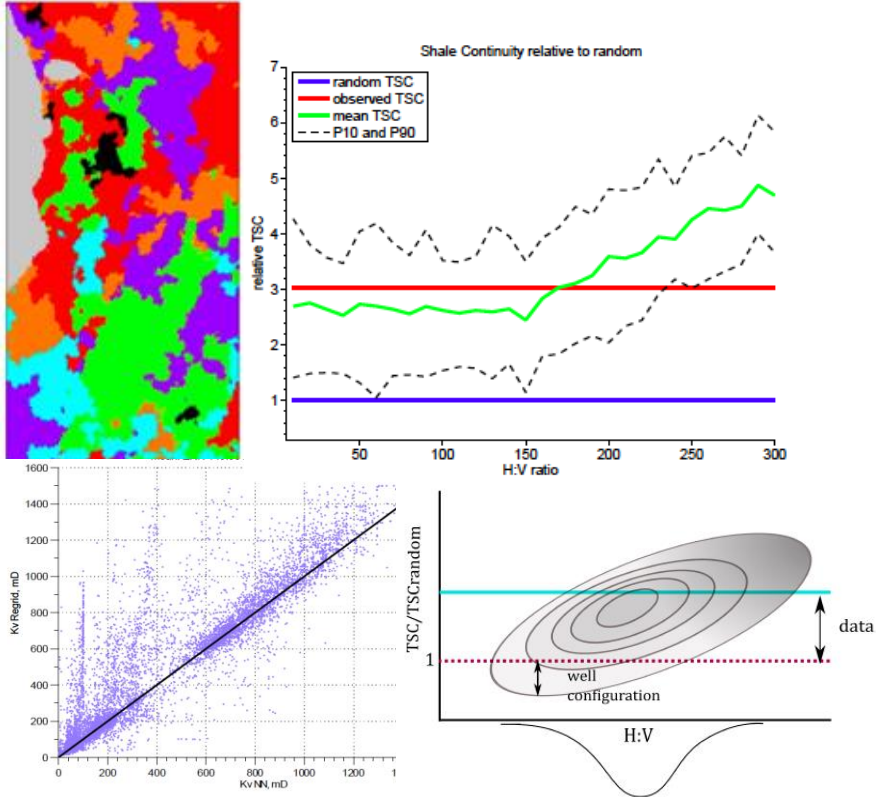 Shale Continuity relative to random
7
6
5
4
3
2
1
relative TSC
random TSC
observed TSC
mean TSC
P10 and P90
50 100 150 200 250 300
H:V ratio
1600
1400
1200
1000
800
600
400
200
0
Kv Regrid, mD
0 200 400 600 800 1000 1200 1
Kv NN, mD
TSC/TSCrandom
1
data
well
configuration
H:V